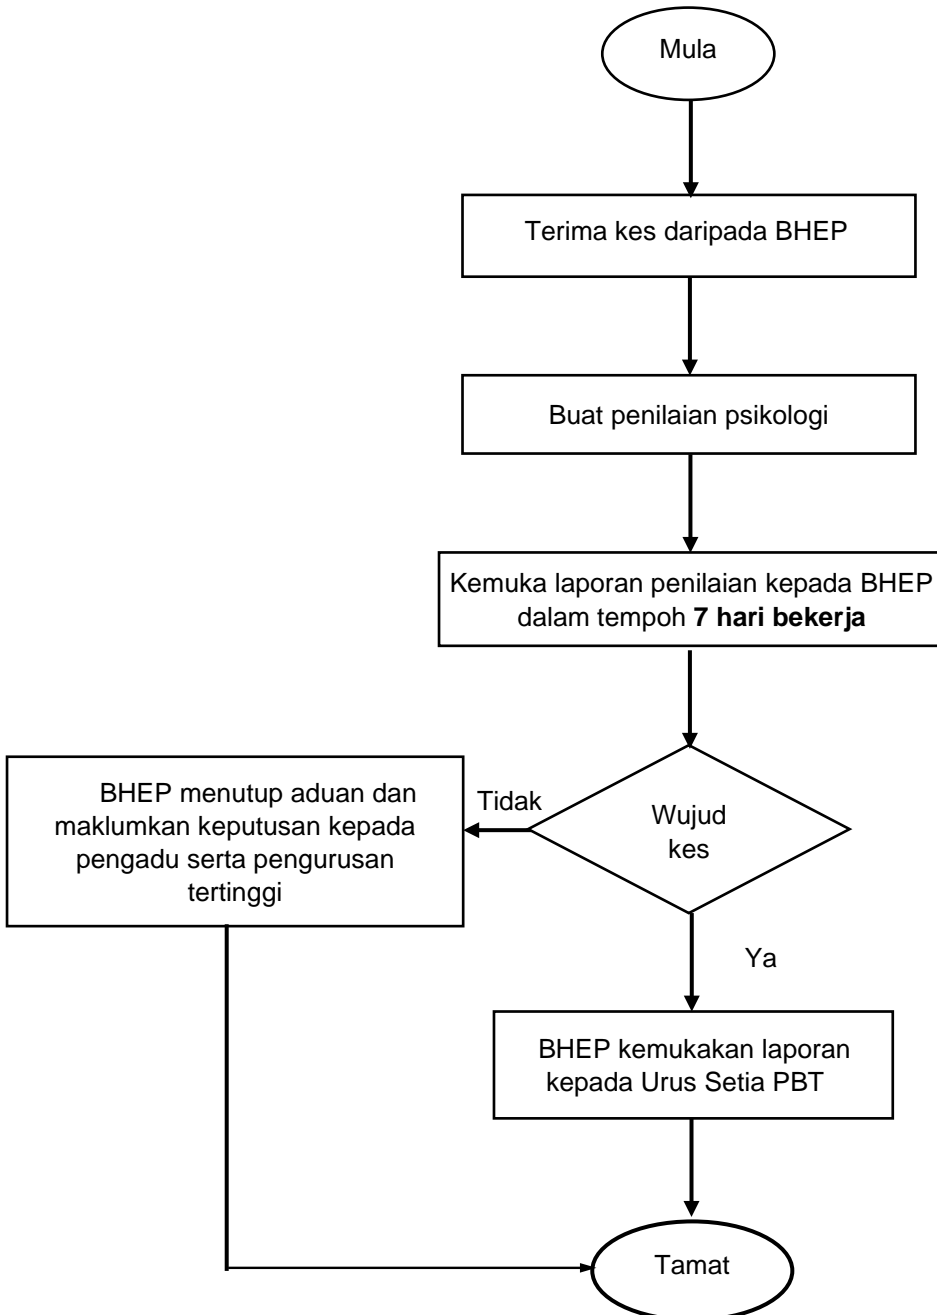 Mula
Terima kes daripada BHEP
Buat penilaian psikologi
Kemuka laporan penilaian kepada BHEP
dalam tempoh 7 hari bekerja
Wujud
kes
Tidak
BHEP menutup aduan dan
maklumkan keputusan kepada
pengadu serta pengurusan
tertinggi
Ya
BHEP kemukakan laporan
kepada Urus Setia PBT
Tamat